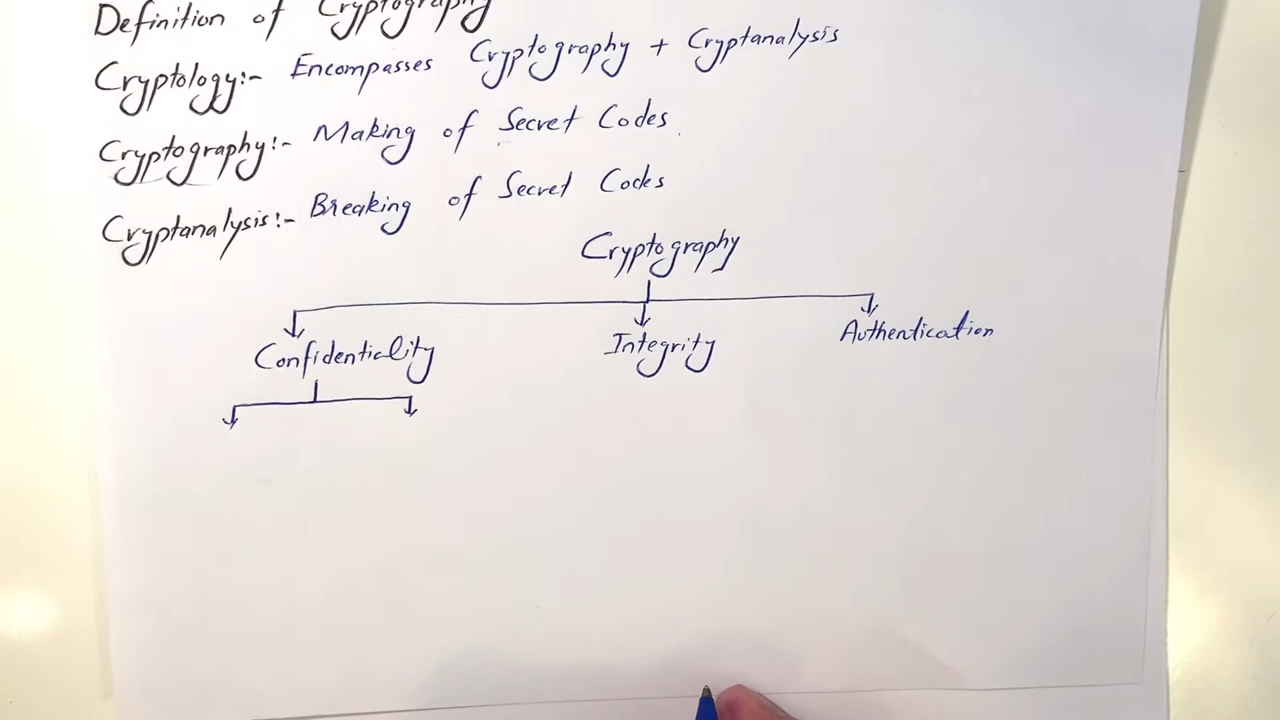 Definition of Cryptography
Cryptology:- Encompasses Cryptography + Cryptanalysis
Cryptography:- Making of Secret Codes.
Cryptanalysis:- Breaking of Secret Codes
Cryptography
Confidentiality Integrity Authentication